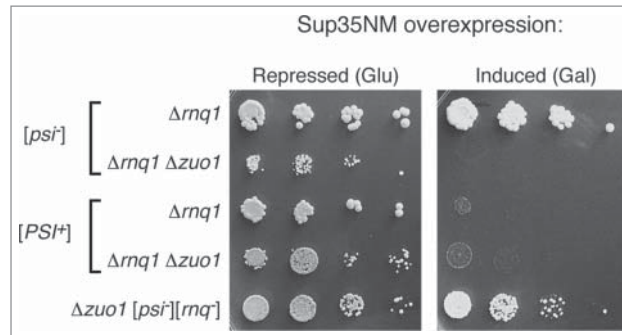 Sup35NM overexpression:
Repressed (Glu) Induced (Gal)
[psi-]
Δrnq1
Δrnq1 Δzuo1
[PSI+]
Δrnq1
Δrnq1 Δzuo1
Δzuo1 [psi-][rnq-]